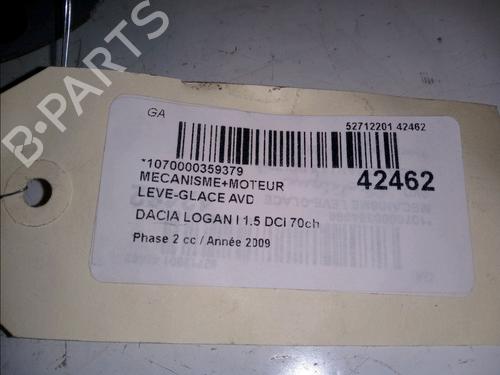 B-PARTS
GA
52712201 42462
*1070000359379
42462
MECANISME+MOTEUR
LEVE-GLACE AVD
DACIA LOGAN I 1.5 DCI 70ch
Phase 2 cc / Année 2009